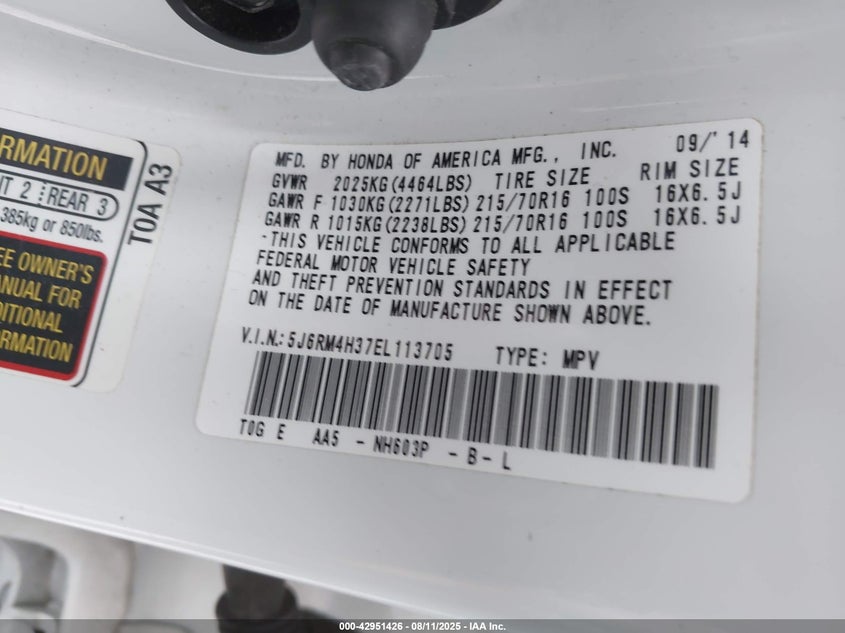 RMATION
T 2 REAR 3
385kg or 850lbs.
EE OWNER'S
ANUAL FOR
DITIONAL
ORMATION
TOA A3
MFD. BY HONDA OF AMERICA MFG., INC. 09/'14
GVWR 2025KG(4464LBS) TIRE SIZE RIM SIZE
GAWR F 1030KG(2271LBS) 215/70R16 100S 16X6.5J
GAWR R 1015KG(2238LBS) 215/70R16 100S 16X6.5J
·THIS VEHICLE CONFORMS TO ALL APPLICABLE
FEDERAL MOTOR VEHICLE SAFETY
AND THEFT PREVENTION STANDARDS IN EFFECT
ON THE DATE OF MANUFACTURE SHOWN ABOVE.
V.I.N.: 5J6RM4H37EL113705 TYPE: MPV
T0G E AA5 - NH603P - B- L
000-42951426 - 08/11/2025 - IAA Inc.